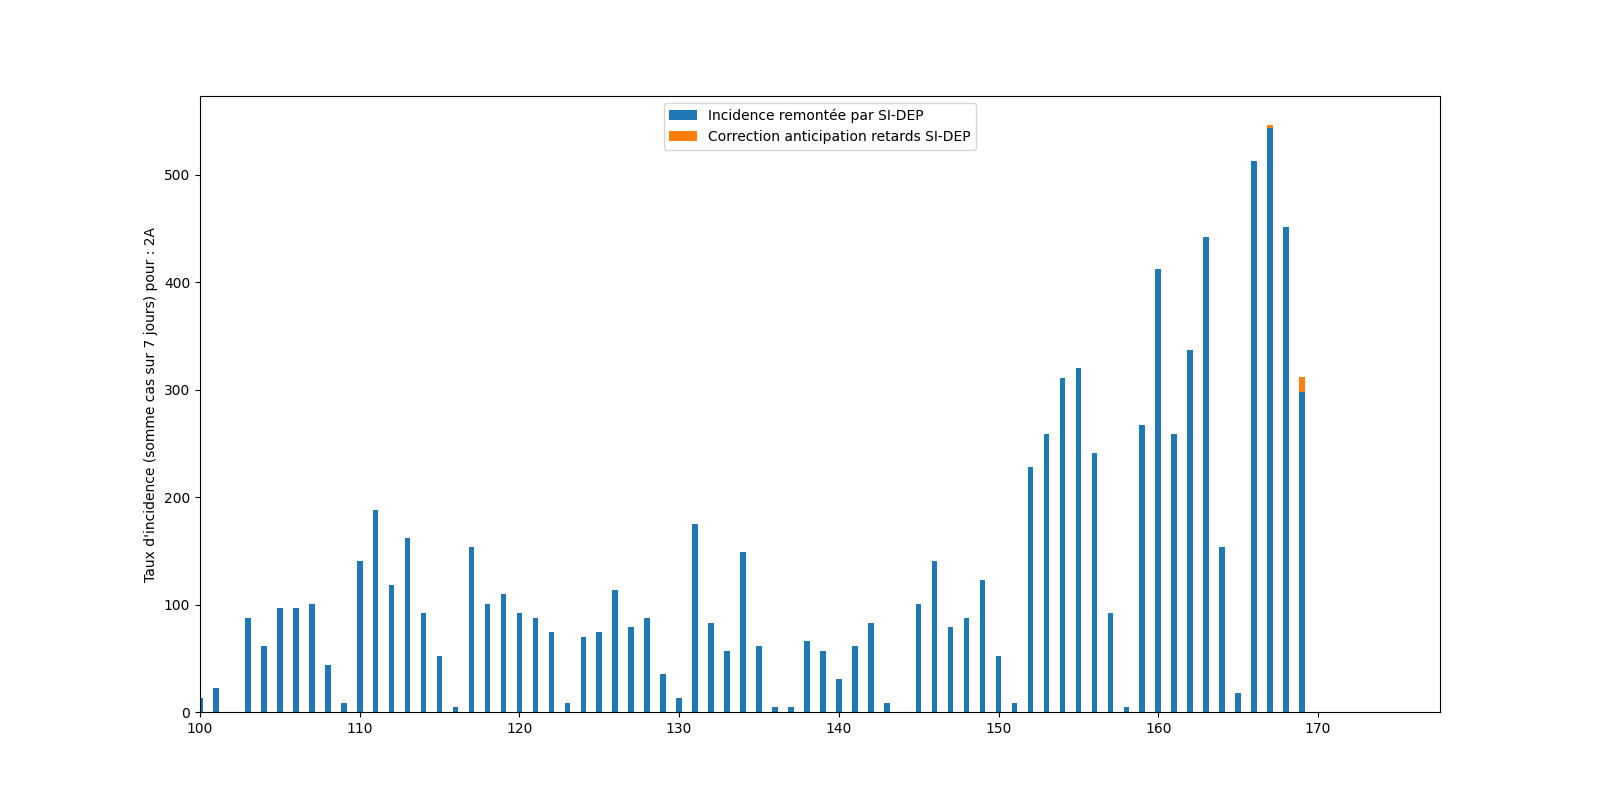 Incidence remontée par SI-DEP
Correction anticipation retards SI-DEP
Taux d'incidence (somme cas sur 7 jours) pour : 2A
500
400
300
200
100
0
100 110 120 130 140 150 160 170